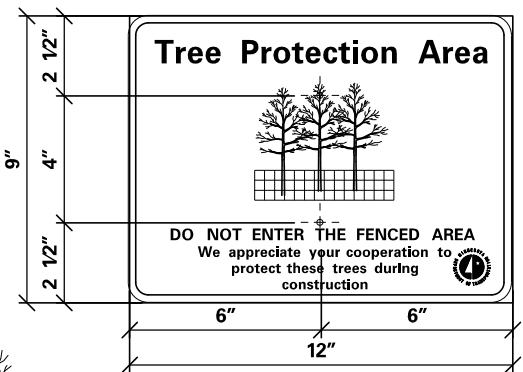 Tree Protection Area
2 1/2"
4"
9"
2 1/2"
DO NOT ENTER THE FENCED AREA
We appreciate your cooperation to
protect these trees during
construction
6" 6"
12"